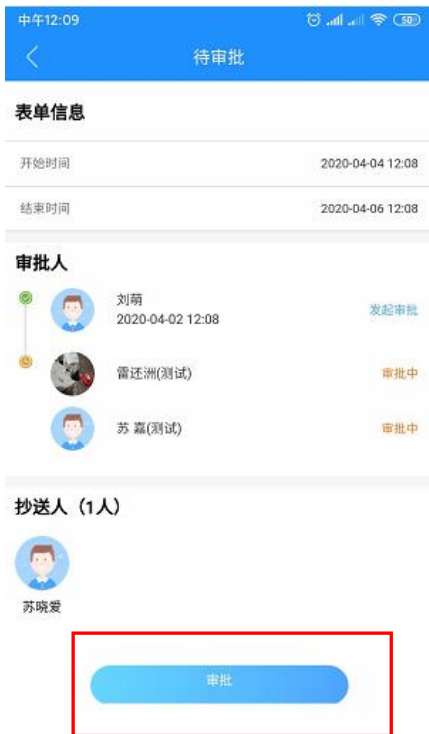 中午12:09
50
待审批
表单信息
开始时间 2020-04-04 12:08
结束时间 2020-04-06 12:08
审批人
刘萌
2020-04-02 12:08
发起审批
雷还洲(测试) 审批中
苏 嘉(测试) 审批中
抄送人（1人）
苏晓爱
审批